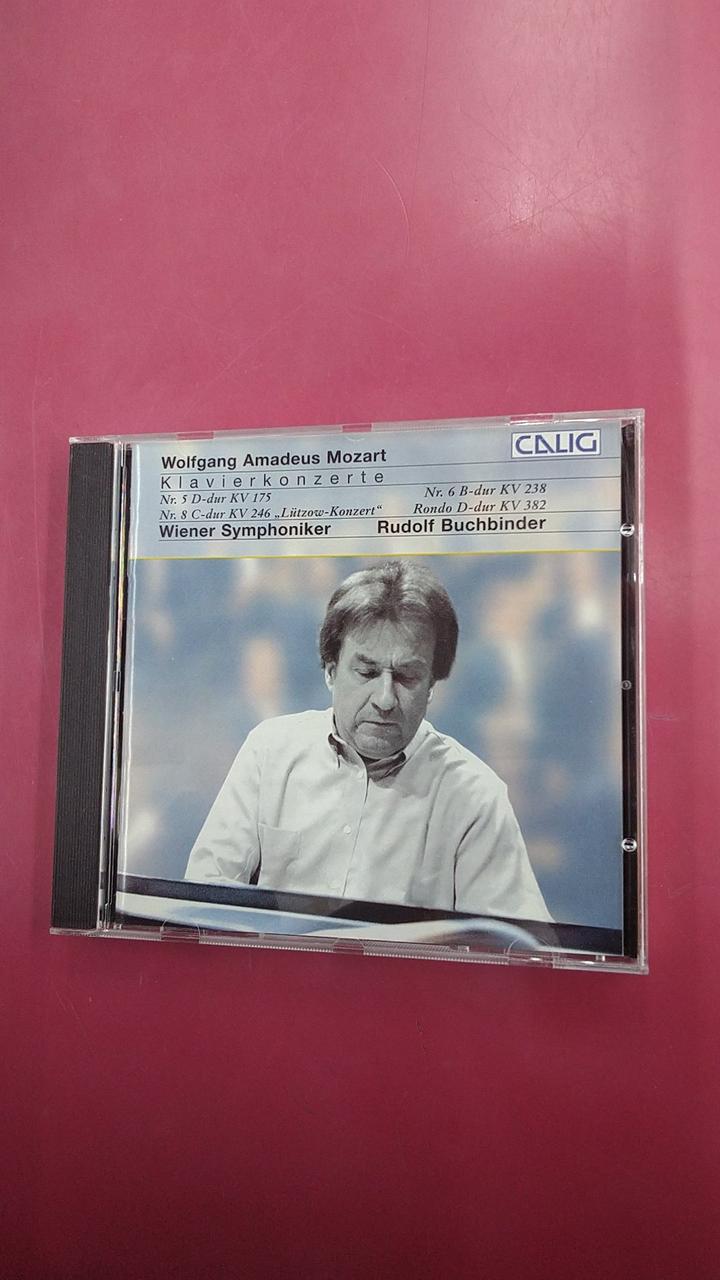 CALIG
Wolfgang Amadeus Mozart
Klavierkonzerte
Nr. 5 D-dur KV 175 Nr. 6 B-dur KV 238
Nr. 8 C-dur KV 246 „Lützow-Konzert“ Rondo D-dur KV 382
Wiener Symphoniker Rudolf Buchbinder